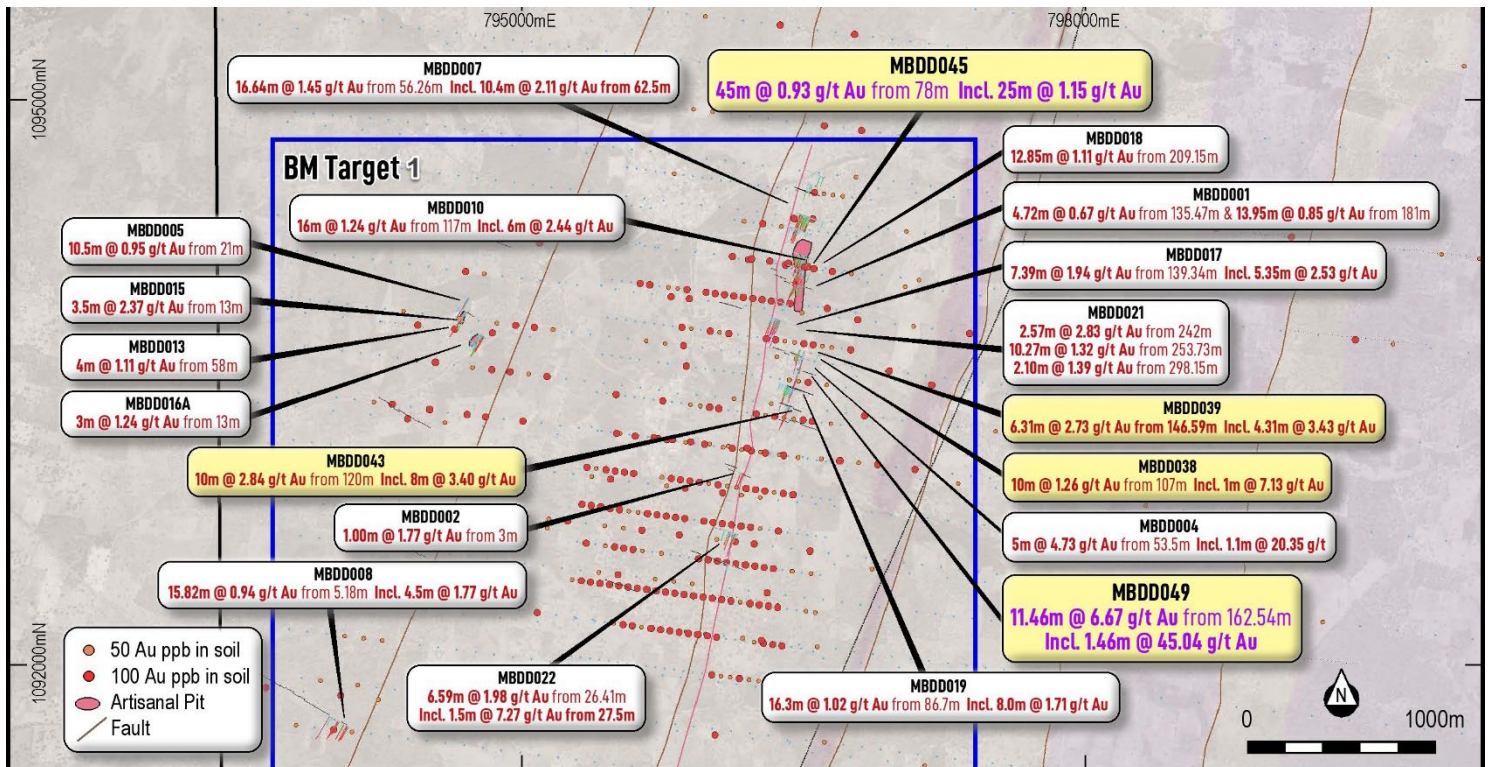 795000mE
798000mE
1095000mN
1092000mN
MBDD007
16.64m @ 1.45 g/t Au from 56.26m Incl. 10.4m @ 2.11 g/t Au from 62.5m
MBDD045
45m @ 0.93 g/t Au from 78m Incl. 25m @ 1.15 g/t Au
BM Target 1
MBDD018
12.85m @ 1.11 g/t Au from 209.15m
MBDD010
16m @ 1.24 g/t Au from 117m Incl. 6m @ 2.44 g/t Au
MBDD001
4.72m @ 0.67 g/t Au from 135.47m & 13.95m @ 0.85 g/t Au from 181m
MBDD005
10.5m @ 0.95 g/t Au from 21m
MBDD017
7.39m @ 1.94 g/t Au from 139.34m Incl. 5.35m @ 2.53 g/t Au
MBDD015
3.5m @ 2.37 g/t Au from 13m
MBDD021
2.57m @ 2.83 g/t Au from 242m
10.27m @ 1.32 g/t Au from 253.73m
2.10m @ 1.39 g/t Au from 298.15m
MBDD013
4m @ 1.11 g/t Au from 58m
MBDD016A
3m @ 1.24 g/t Au from 13m
MBDD039
6.31m @ 2.73 g/t Au from 146.59m Incl. 4.31m @ 3.43 g/t Au
MBDD043
10m @ 2.84 g/t Au from 120m Incl. 8m @ 3.40 g/t Au
MBDD038
10m @ 1.26 g/t Au from 107m Incl. 1m @ 7.13 g/t Au
MBDD002
1.00m @ 1.77 g/t Au from 3m
MBDD004
5m @ 4.73 g/t Au from 53.5m Incl. 1.1m @ 20.35 g/t
MBDD008
15.82m @ 0.94 g/t Au from 5.18m Incl. 4.5m @ 1.77 g/t Au
MBDD049
11.46m @ 6.67 g/t Au from 162.54m
Incl. 1.46m @ 45.04 g/t Au
MBDD022
6.59m @ 1.98 g/t Au from 26.41m
Incl. 1.5m @ 7.27 g/t Au from 27.5m
MBDD019
16.3m @ 1.02 g/t Au from 86.7m Incl. 8.0m @ 1.71 g/t Au
50 Au ppb in soil
100 Au ppb in soil
Artisanal Pit
Fault
N
0 1000m